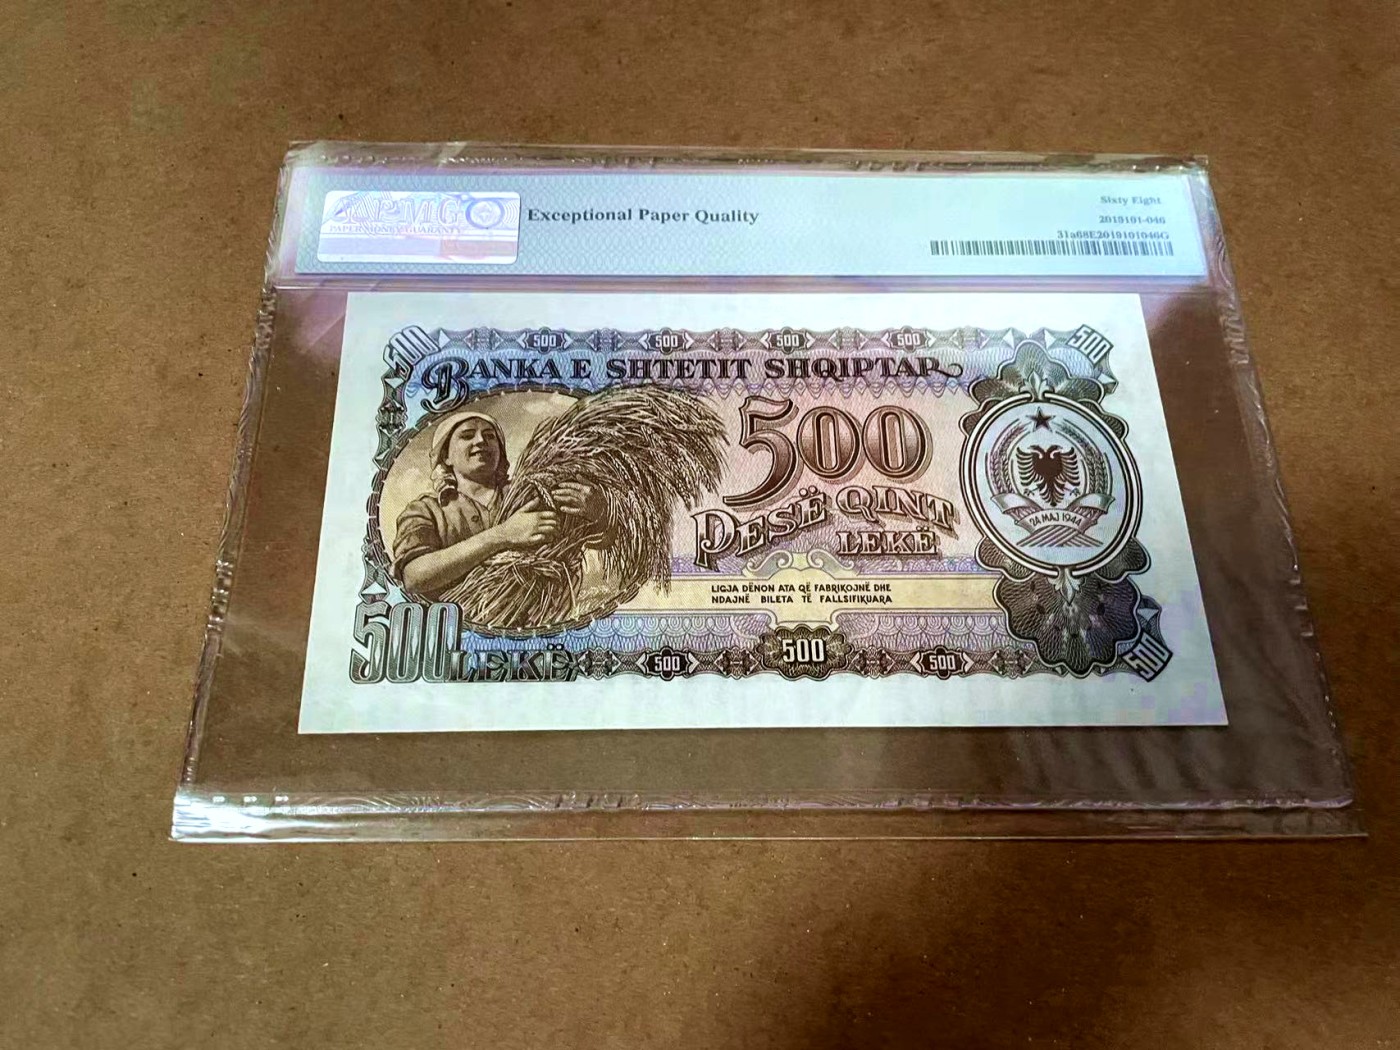 PMG
PAPER MONEY GUARANTY
Exceptional Paper Quality
Sixty Eight
500 500 500 500 500 500
BANKA E SHTETIT SHQIPTAR
500
PESË QINT
LEKË
24 MAJ 1944
LIGJA DËNON ATA QË FABRIKOJNË DHE
NDAJNË BILETA TË FALLSIFIKUARA
500 LEKË 500 500 500 500